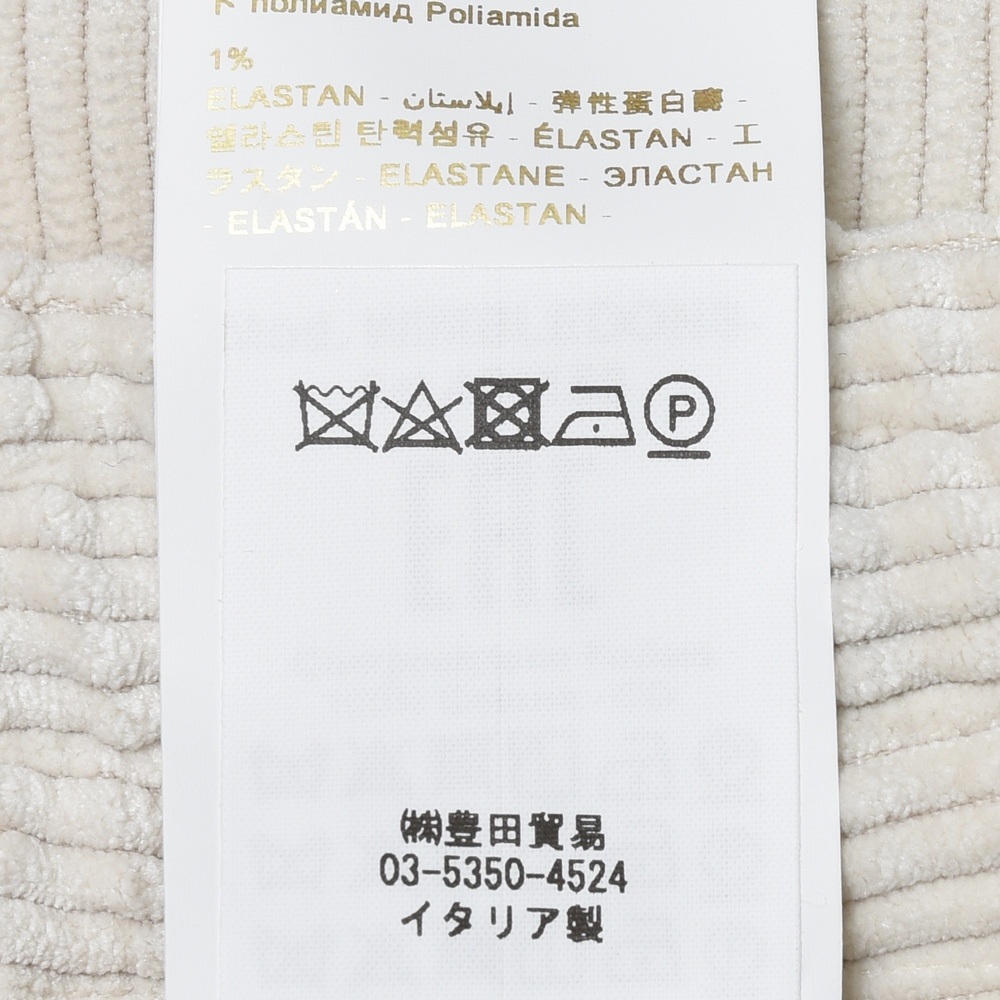 ド полиамид Poliamida
1%
ELASTAN - إيلاستان - 弹性蛋白 -
엘라스틴 탄력섬유 - ÉLASTAN - エ
ラスタン - ELASTANE - ЭЛАСТАН
- ELASTÁN - ELASTAN -
P
㈱豊田貿易
03-5350-4524
イタリア製